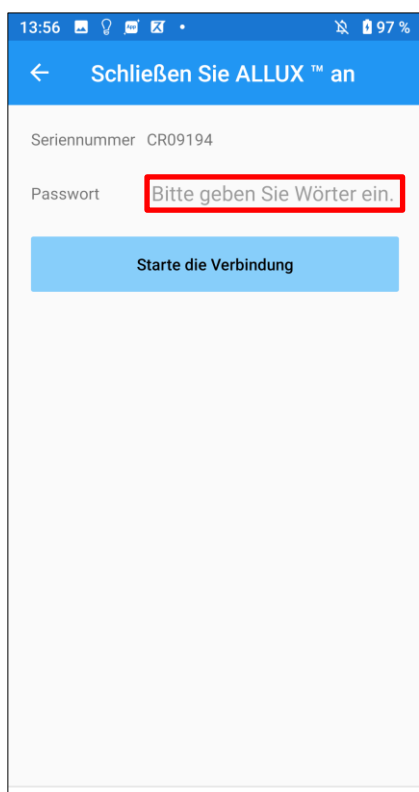 13:56 97 %
Schließen Sie ALLUX ™ an
Seriennummer CR09194
Passwort Bitte geben Sie Wörter ein.
Starte die Verbindung